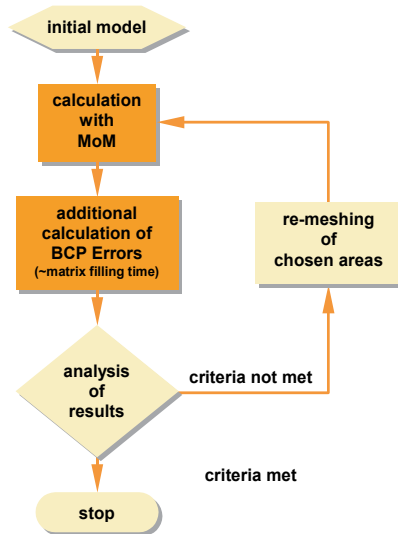 initial model
calculation
with
MoM
additional
calculation of
BCP Errors
(~matrix filling time)
re-meshing
of
chosen areas
analysis
of
results
criteria not met
criteria met
stop